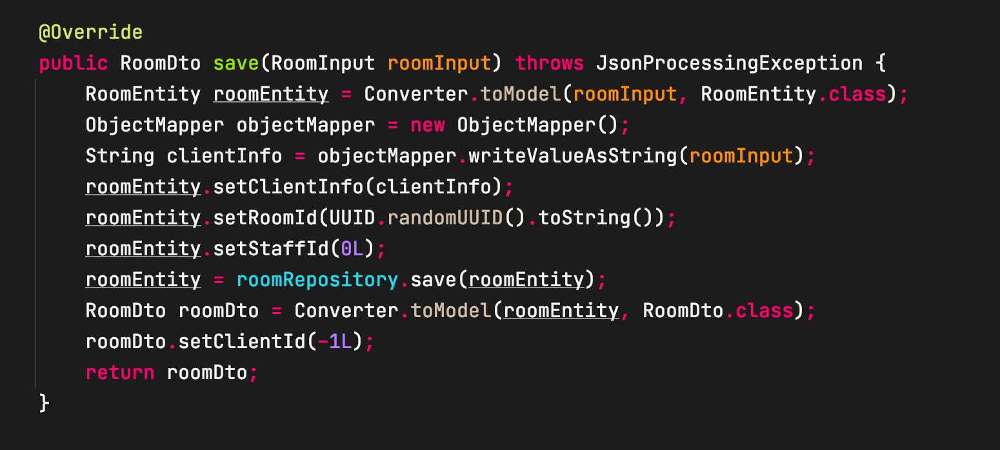 @Override
public RoomDto save(RoomInput roomInput) throws JsonProcessingException {
    RoomEntity roomEntity = Converter.toModel(roomInput, RoomEntity.class);
    ObjectMapper objectMapper = new ObjectMapper();
    String clientInfo = objectMapper.writeValueAsString(roomInput);
    roomEntity.setClientInfo(clientInfo);
    roomEntity.setRoomId(UUID.randomUUID().toString());
    roomEntity.setStaffId(0L);
    roomEntity = roomRepository.save(roomEntity);
    RoomDto roomDto = Converter.toModel(roomEntity, RoomDto.class);
    roomDto.setClientId(-1L);
    return roomDto;
}